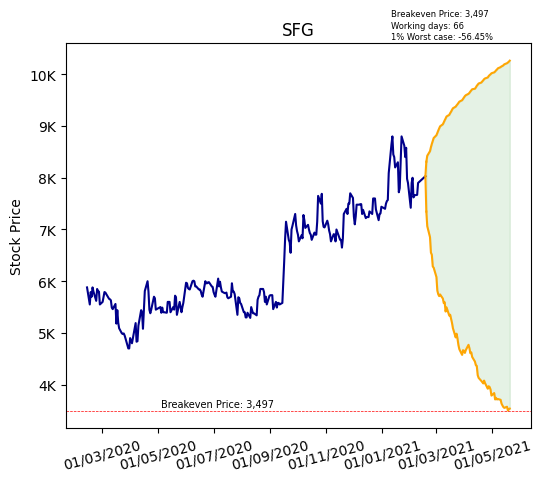 Breakeven Price: 3,497
Working days: 66
1% Worst case: -56.45%
SFG
Stock Price
10K
9K
8K
7K
6K
5K
4K
Breakeven Price: 3,497
01/03/2020
01/05/2020
01/07/2020
01/09/2020
01/11/2020
01/01/2021
01/03/2021
01/05/2021